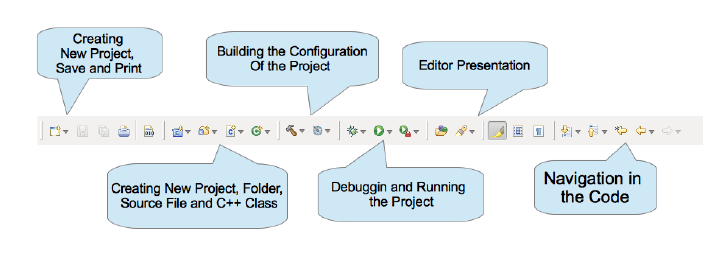 Creating
New Project,
Save and Print
Building the Configuration
Of the Project
Editor Presentation
Creating New Project, Folder,
Source File and C++ Class
Debuggin and Running
the Project
Navigation in
the Code